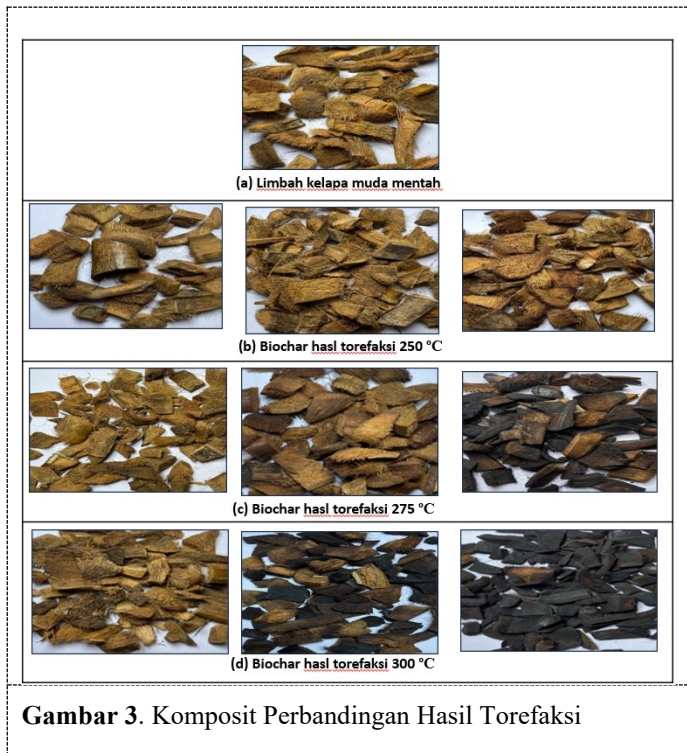 (a) Limbah kelapa muda mentah
(b) Biochar hasl torefaksi 250 °C
(c) Biochar hasl torefaksi 275 °C
(d) Biochar hasl torefaksi 300 °C
Gambar 3. Komposit Perbandingan Hasil Torefaksi